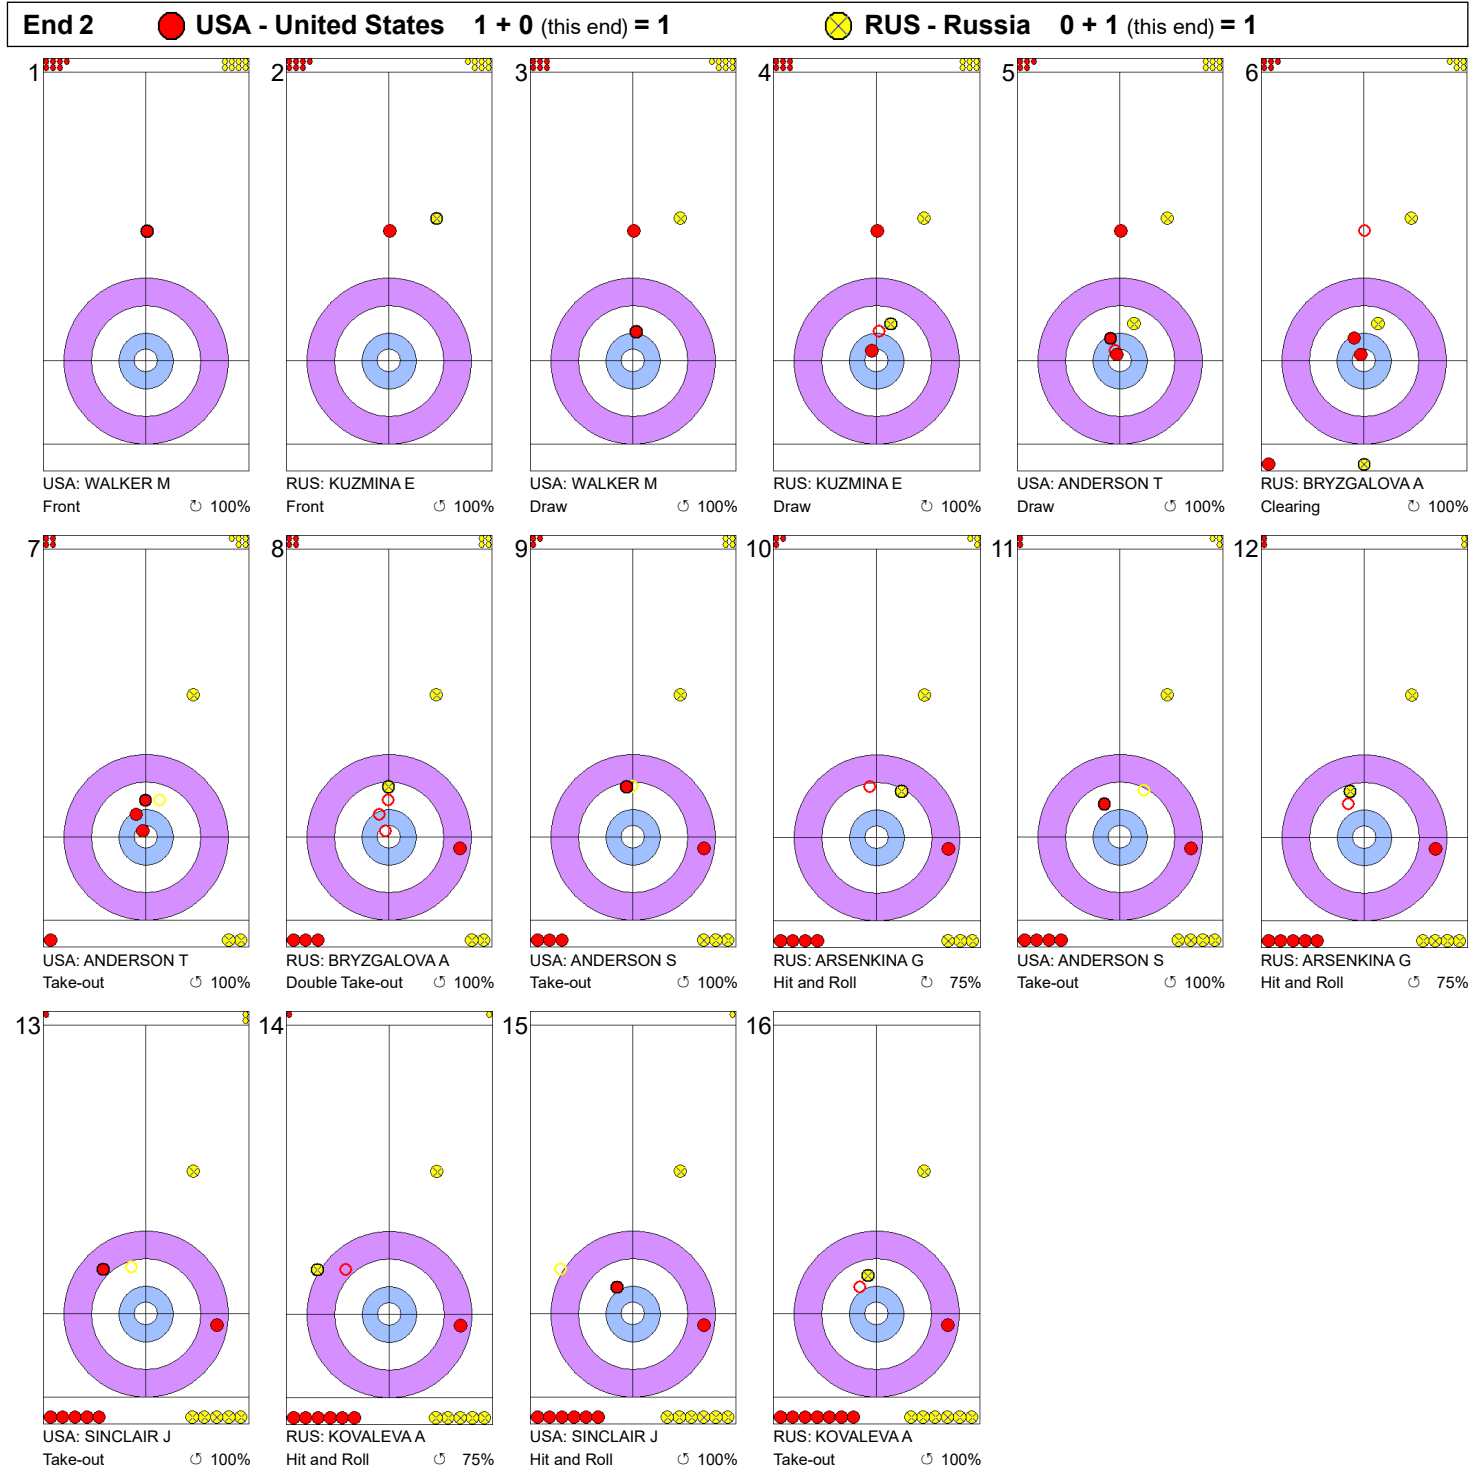 End 2 USA - United States 1 + 0 (this end) = 1 RUS - Russia 0 + 1 (this end) = 1
1 2 3 4 5 6
USA: WALKER M RUS: KUZMINA E USA: WALKER M RUS: KUZMINA E USA: ANDERSON T RUS: BRYZGALOVA A
Front ↻ 100% Front ↺ 100% Draw ↺ 100% Draw ↻ 100% Draw ↺ 100% Clearing ↻ 100%
7 8 9 10 11 12
USA: ANDERSON T RUS: BRYZGALOVA A USA: ANDERSON S RUS: ARSENKINA G USA: ANDERSON S RUS: ARSENKINA G
Take-out ↺ 100% Double Take-out ↺ 100% Take-out ↺ 100% Hit and Roll ↻ 75% Take-out ↺ 100% Hit and Roll ↺ 75%
13 14 15 16
USA: SINCLAIR J RUS: KOVALEVA A USA: SINCLAIR J RUS: KOVALEVA A
Take-out ↺ 100% Hit and Roll ↺ 75% Hit and Roll ↺ 100% Take-out ↺ 100%